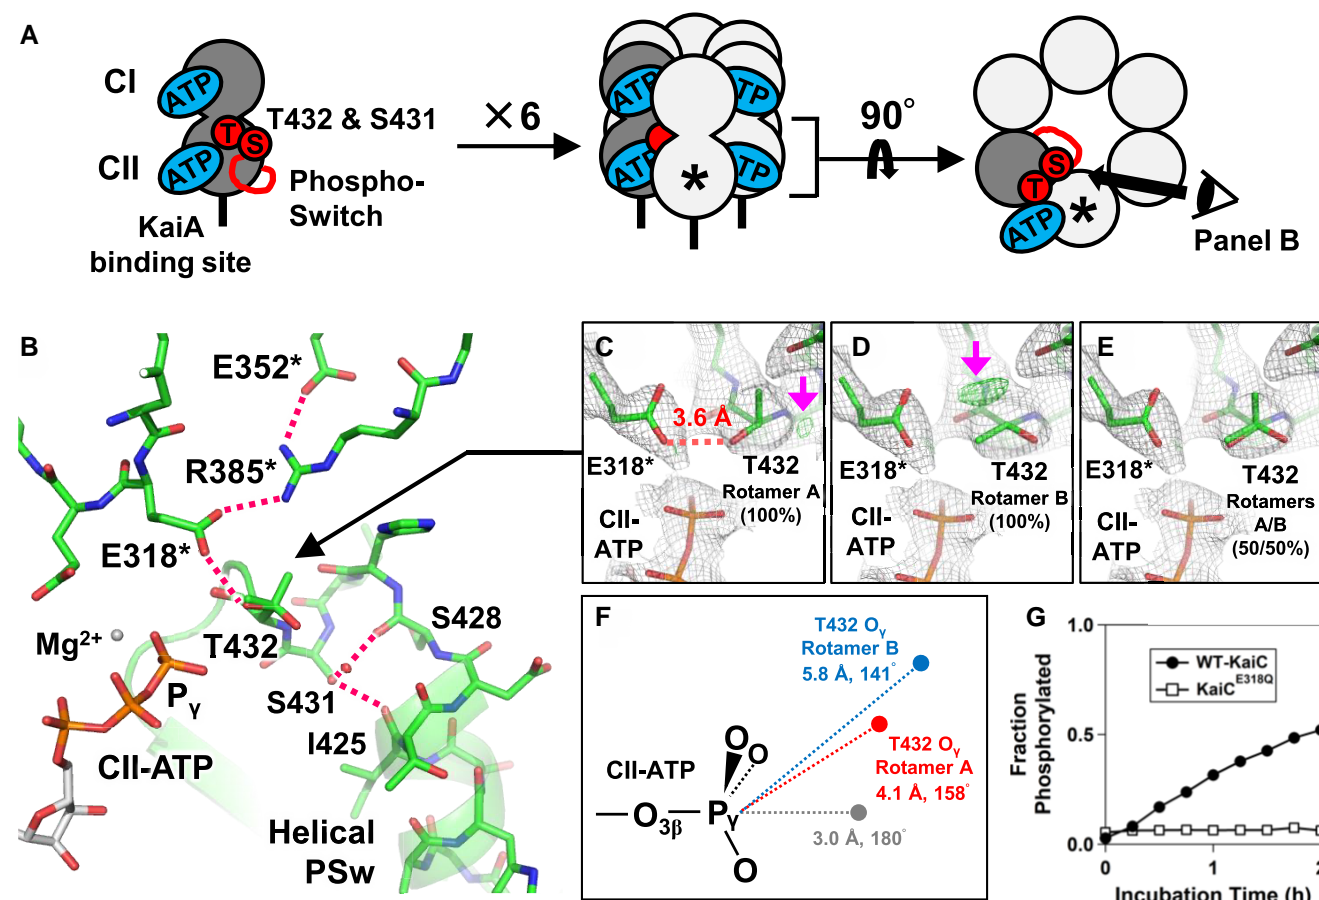 A
CI
ATP
T
S
T432 & S431
CII
ATP
Phospho-
Switch
KaiA
binding site
×6
ATP
TP
ATP
TP
*
90°
S
T
ATP
*
Panel B
B
E352*
R385*
E318*
T432
S428
Mg2+
Pγ
S431
I425
CII-ATP
Helical
PSw
C
3.6 Å
E318*
T432
Rotamer A
(100%)
CII-
ATP
D
E318*
T432
Rotamer B
(100%)
CII-
ATP
E
E318*
T432
Rotamers
A/B
(50/50%)
CII-
ATP
F
T432 Oγ
Rotamer B
5.8 Å, 141°
T432 Oγ
Rotamer A
4.1 Å, 158°
CII-ATP
O
O
O3β
Pγ
O
3.0 Å, 180°
G
1.0
WT-KaiC
KaiC E318Q
Fraction
Phosphorylated
0.5
0.0
0
1
2
Incubation Time (h)